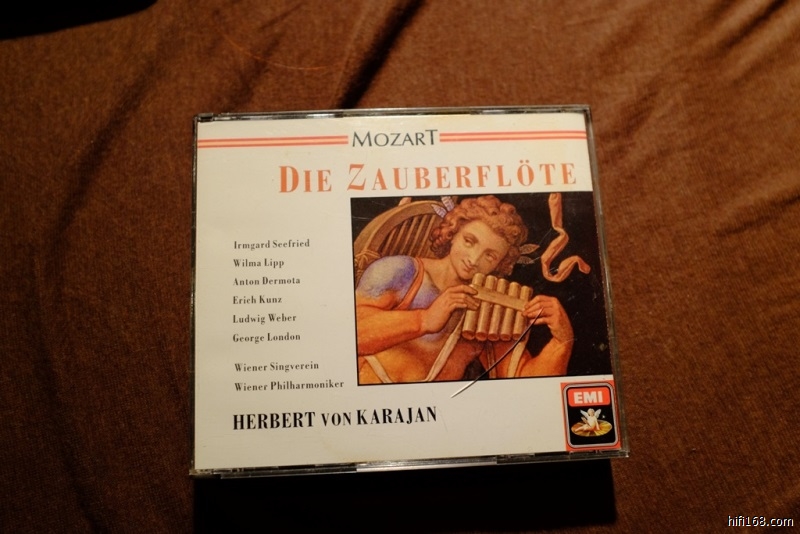 MOZART
DIE ZAUBERFLÖTE
Irmgard Seefried
Wilma Lipp
Anton Dermota
Erich Kunz
Ludwig Weber
George London
Wiener Singverein
Wiener Philharmoniker
HERBERT VON KARAJAN
EMI
hifi168.com